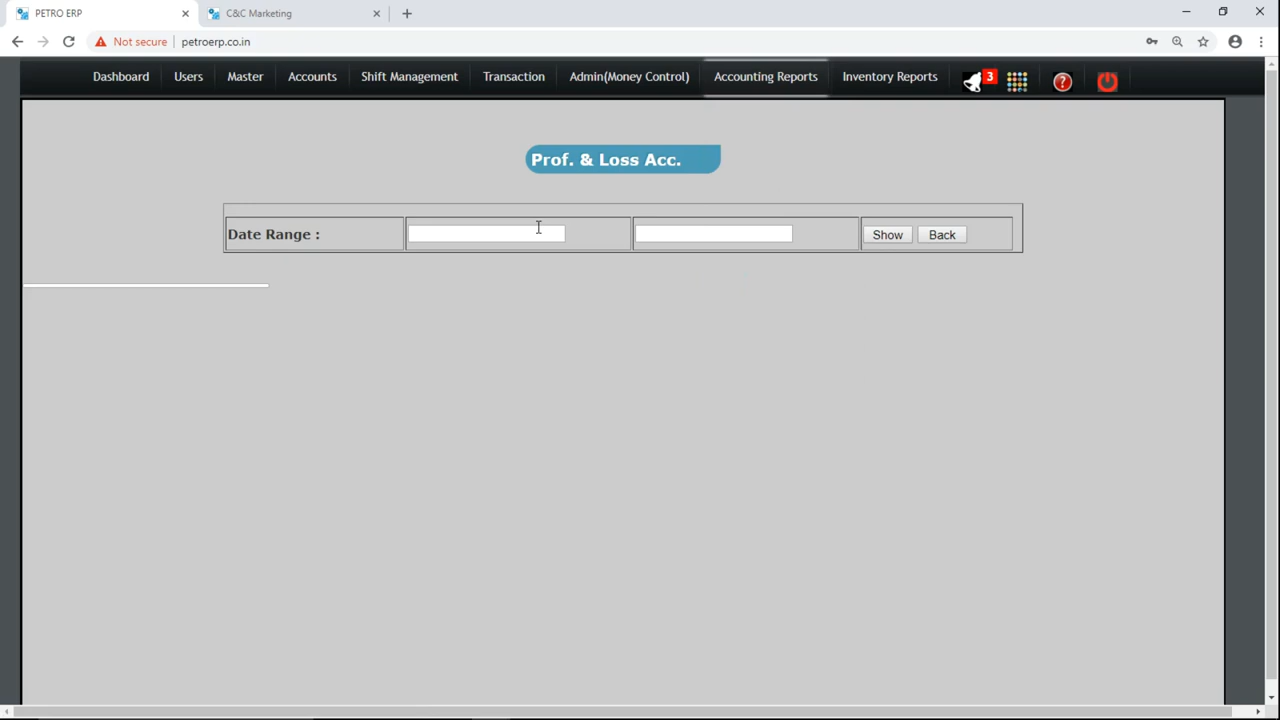 PETRO ERP
C&C Marketing
Not secure
petroerp.co.in
Dashboard
Users
Master
Accounts
Shift Management
Transaction
Admin(Money Control)
Accounting Reports
Inventory Reports
3
?
Prof. & Loss Acc.
Date Range :
Show
Back